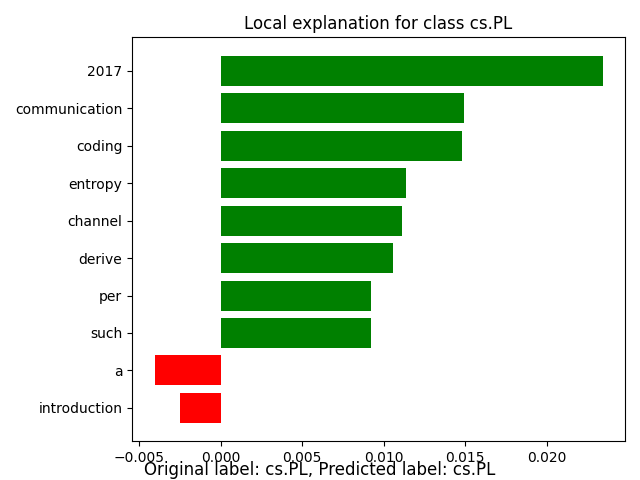 Local explanation for class cs.PL
2017
communication
coding
entropy
channel
derive
per
such
a
introduction
−0.005 0.000 0.005 0.010 0.015 0.020
Original label: cs.PL, Predicted label: cs.PL